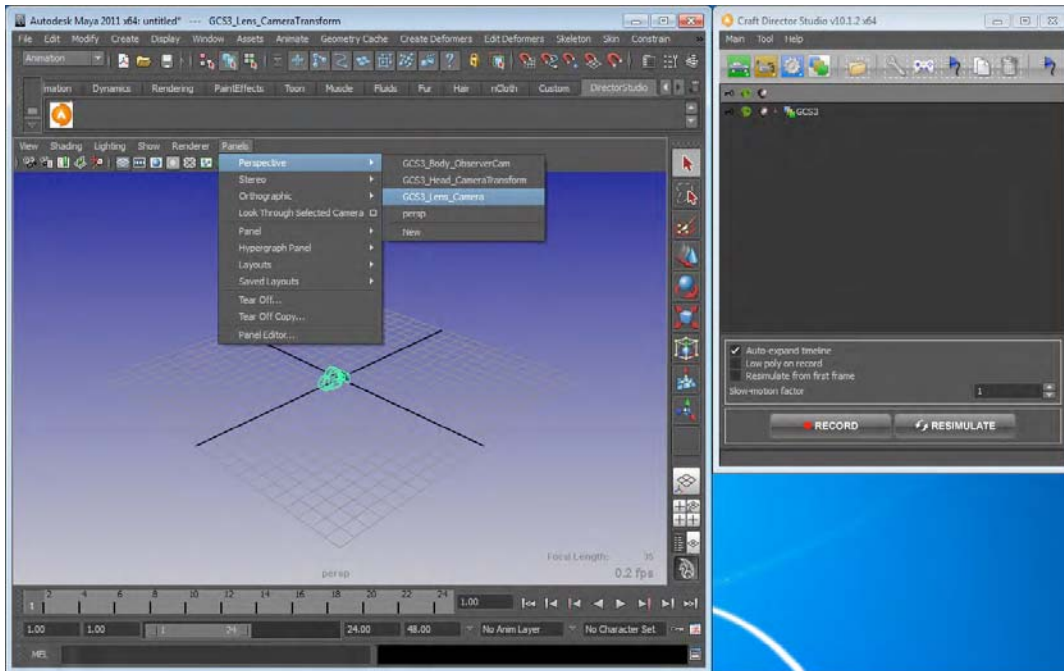 Autodesk Maya 2011 x64: untitled* --- GCS3_Lens_CameraTransform
File Edit Modify Create Display Window Assets Animate Geometry Cache Create Deformers Edit Deformers Skeleton Skin Constrain »
Animation
mation Dynamics Rendering PaintEffects Toon Muscle Fluids Fur Hair nCloth Custom DirectorStudio
View Shading Lighting Show Renderer Panels
Perspective
Stereo
Orthographic
Look Through Selected Camera
Panel
Hypergraph Panel
Layouts
Saved Layouts
Tear Off...
Tear Off Copy...
Panel Editor...
GCS3_Body_ObserverCam
GCS3_Head_CameraTransform
GCS3_Lens_Camera
persp
New
Focal Length: 35
persp
0.2 fps
2 4 6 8 10 12 14 16 18 20 22 24
1 1.00
1.00 1.00 1 24 24.00 48.00 No Anim Layer No Character Set
MEL
Craft Director Studio v10.1.2 x64
Main Tool Help
GCS3
Auto-expand timeline
Low poly on record
Resimulate from first frame
Slow-motion factor 1
RECORD RESIMULATE